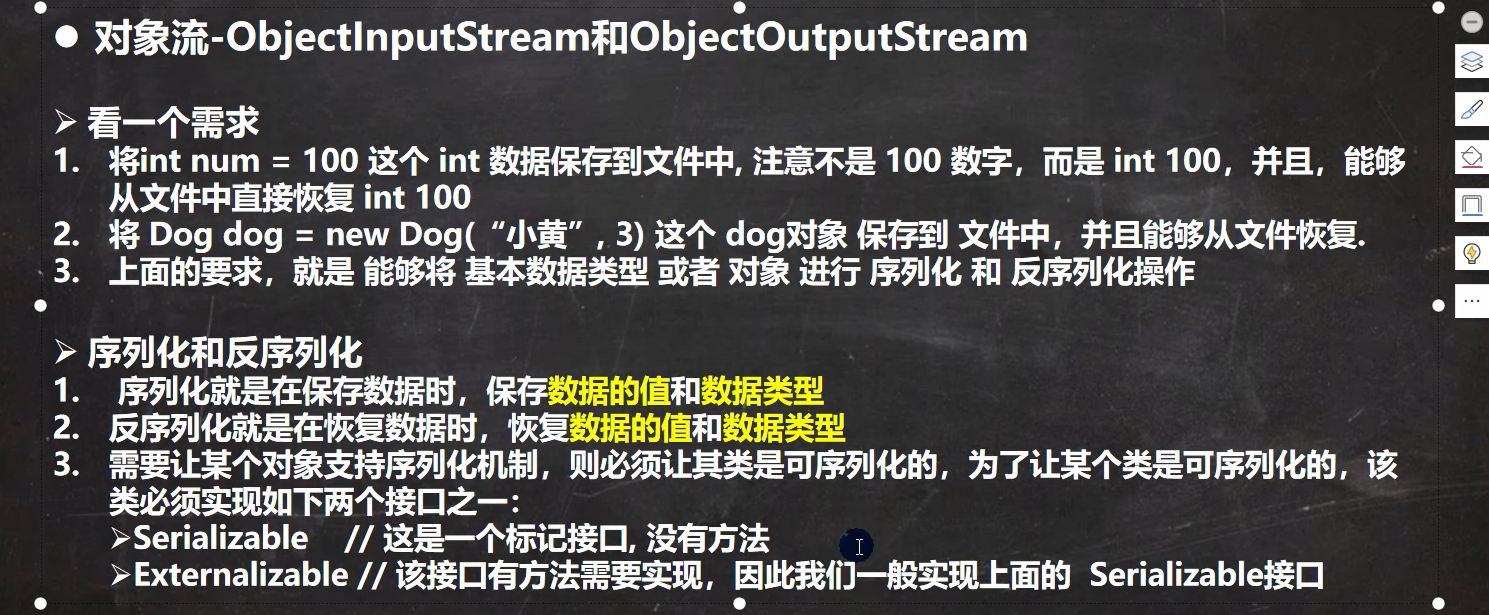 ● 对象流-ObjectInputStream和ObjectOutputStream
➢ 看一个需求
1. 将int num = 100 这个 int 数据保存到文件中, 注意不是 100 数字，而是 int 100，并且，能够
从文件中直接恢复 int 100
2. 将 Dog dog = new Dog(“小黄”, 3) 这个 dog对象 保存到 文件中，并且能够从文件恢复.
3. 上面的要求，就是 能够将 基本数据类型 或者 对象 进行 序列化 和 反序列化操作
➢ 序列化和反序列化
1. 序列化就是在保存数据时，保存数据的值和数据类型
2. 反序列化就是在恢复数据时，恢复数据的值和数据类型
3. 需要让某个对象支持序列化机制，则必须让其类是可序列化的，为了让某个类是可序列化的，该
类必须实现如下两个接口之一：
➢Serializable // 这是一个标记接口, 没有方法
➢Externalizable // 该接口有方法需要实现，因此我们一般实现上面的 Serializable接口